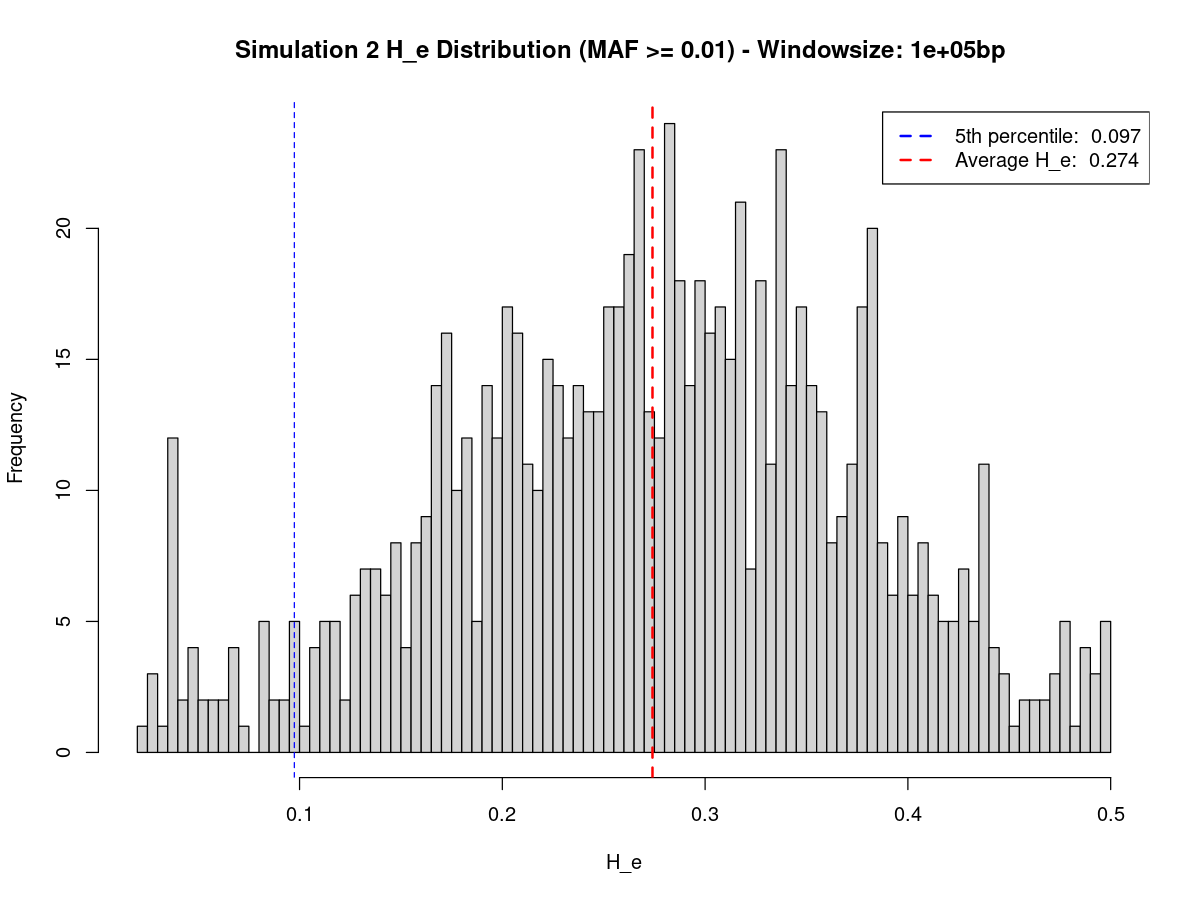 Simulation 2 H_e Distribution (MAF >= 0.01) - Windowsize: 1e+05bp
5th percentile:  0.097
Average H_e:  0.274
Frequency
20
15
10
5
0
0.1
0.2
0.3
0.4
0.5
H_e